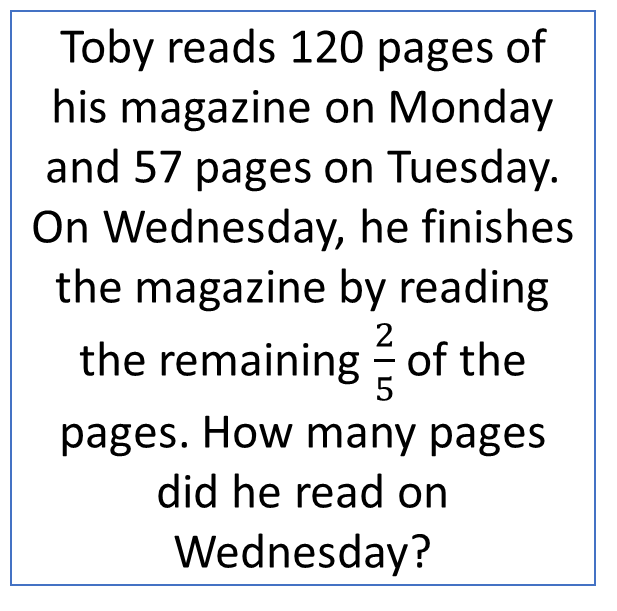 Toby reads 120 pages of
his magazine on Monday
and 57 pages on Tuesday.
On Wednesday, he finishes
the magazine by reading
the remaining 2/5 of the
pages. How many pages
did he read on
Wednesday?